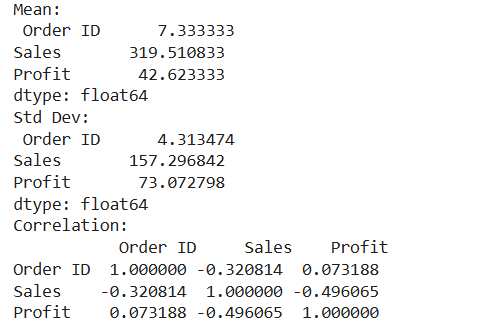 Mean:
 Order ID      7.333333
Sales       319.510833
Profit       42.623333
dtype: float64
Std Dev:
 Order ID      4.313474
Sales       157.296842
Profit       73.072798
dtype: float64
Correlation:
           Order ID     Sales    Profit
Order ID  1.000000 -0.320814  0.073188
Sales    -0.320814  1.000000 -0.496065
Profit    0.073188 -0.496065  1.000000